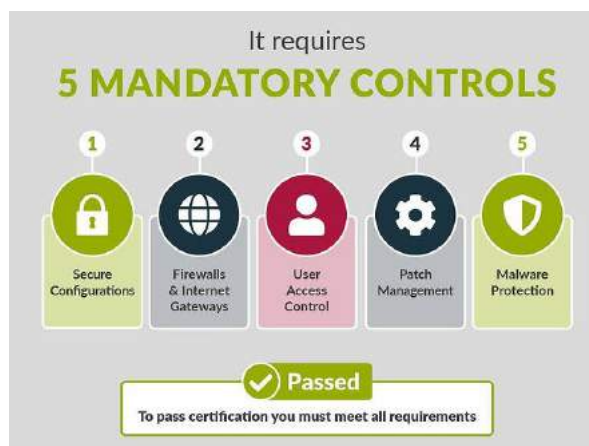 It requires
5 MANDATORY CONTROLS
1
2
3
4
5
Secure
Configurations
Firewalls
& Internet
Gateways
User
Access
Control
Patch
Management
Malware
Protection
Passed
To pass certification you must meet all requirements